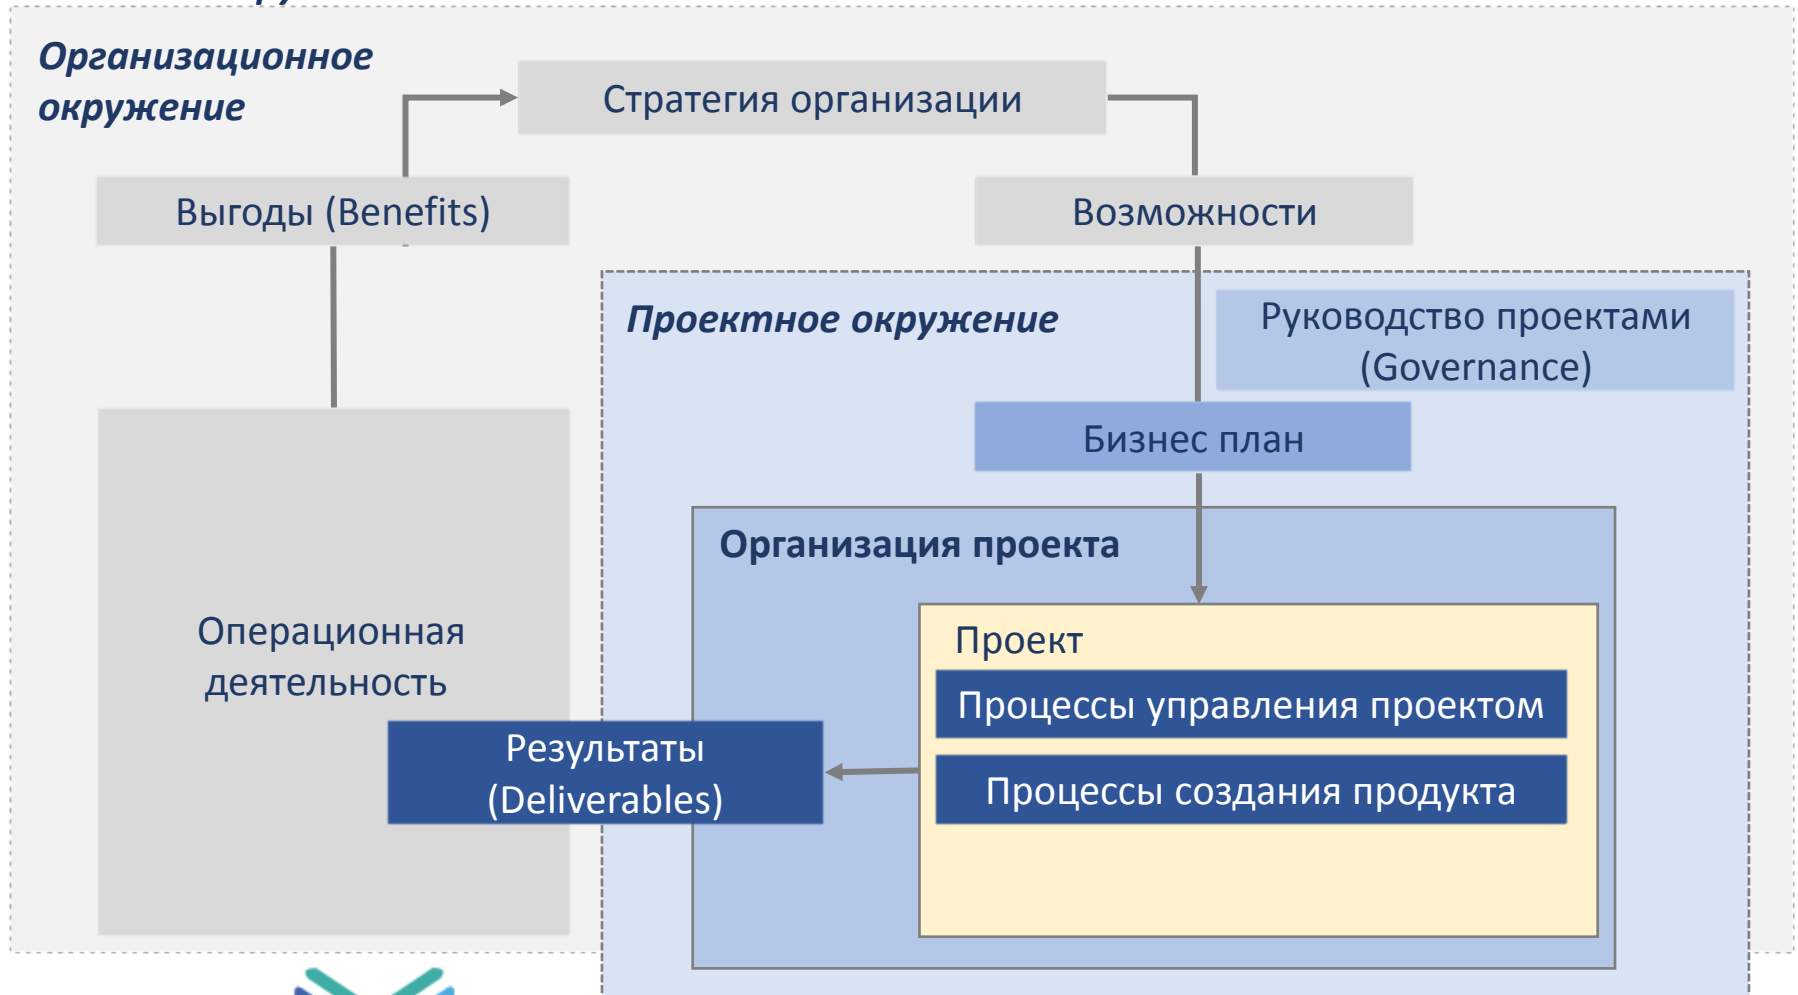 Организационное
окружение
Стратегия организации
Выгоды (Benefits)
Возможности
Проектное окружение
Руководство проектами
(Governance)
Бизнес план
Организация проекта
Операционная
деятельность
Проект
Процессы управления проектом
Результаты
(Deliverables)
Процессы создания продукта